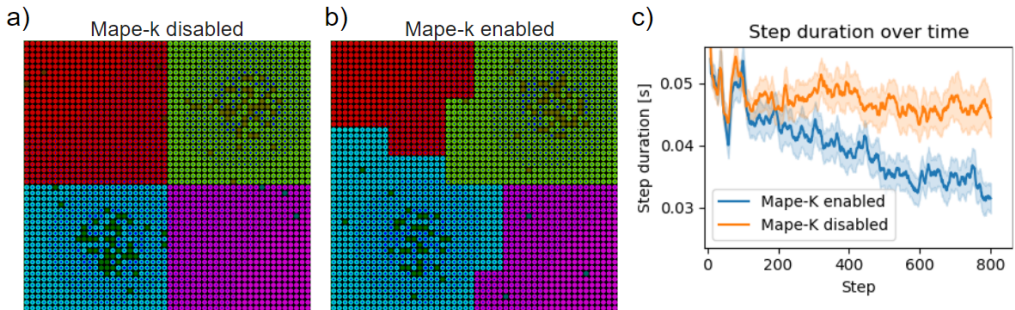 a)
Mape-k disabled
b)
Mape-k enabled
c)
Step duration over time
Step duration [s]
0.05
0.04
0.03
Mape-K enabled
Mape-K disabled
0
200
400
600
800
Step